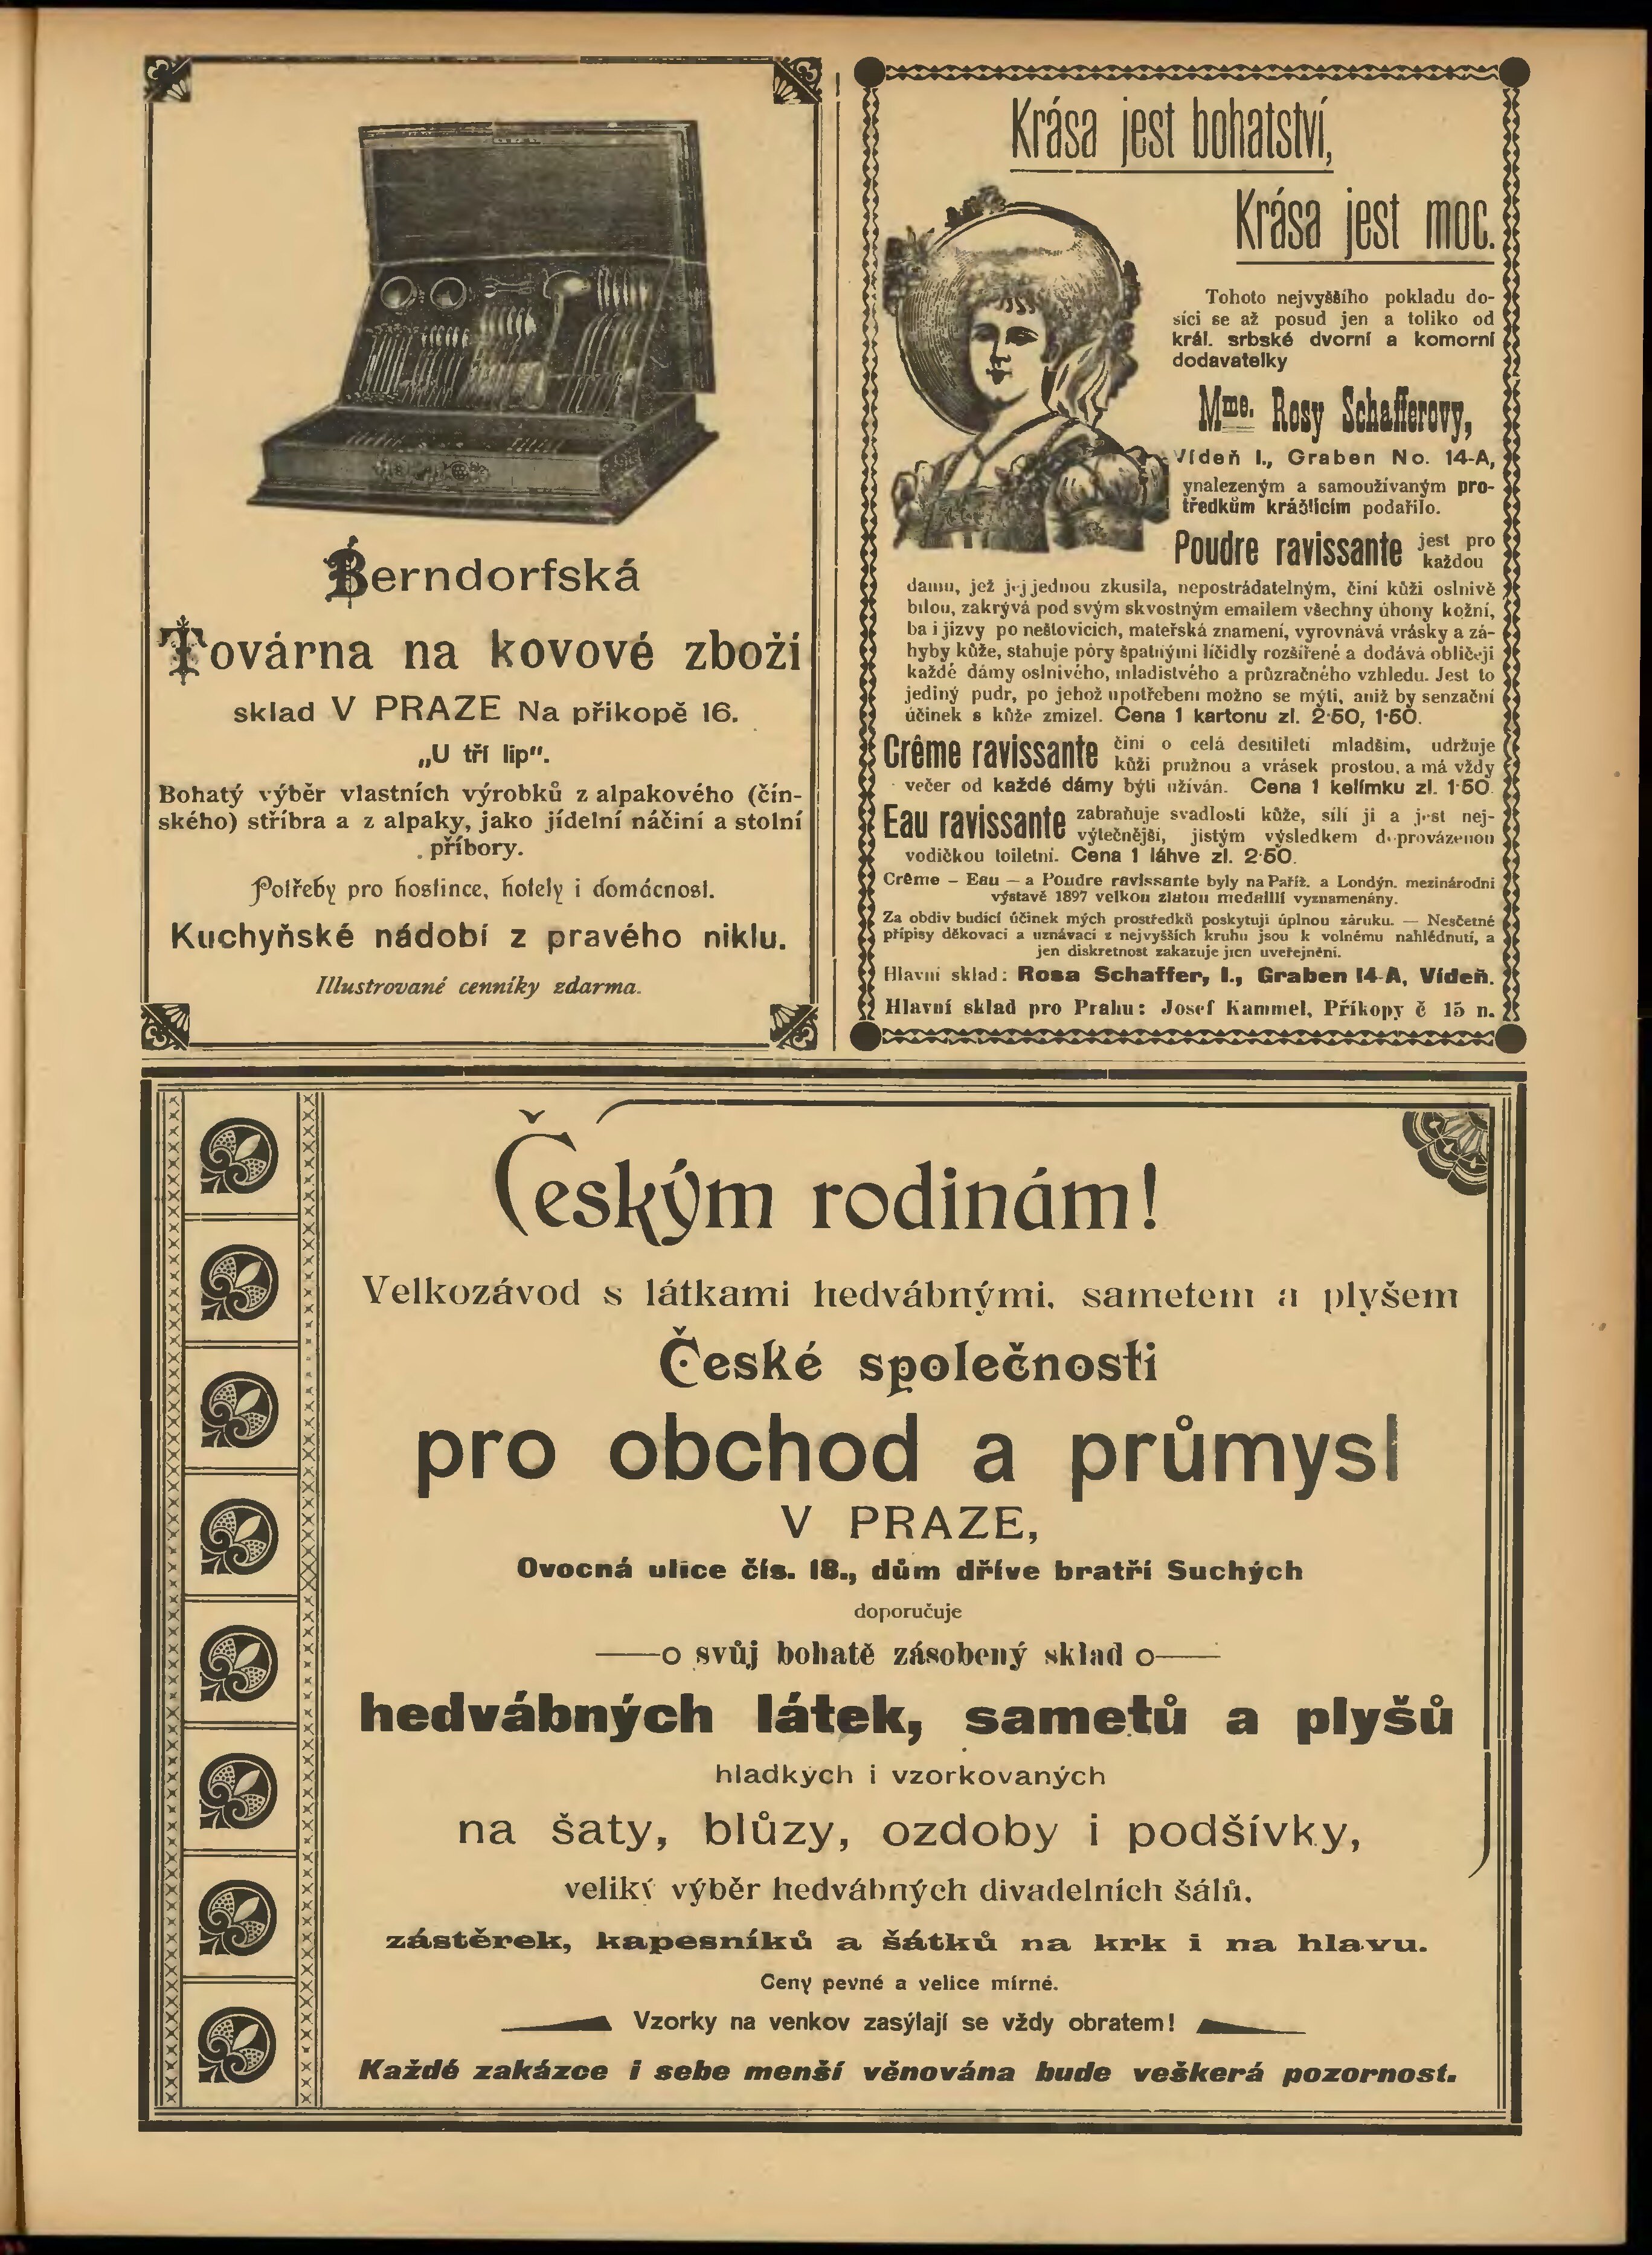 Berndorfská
Továrna na kovové zboží
sklad V PRAZE Na přikopě 16.
„U tří lip".
Bohatý výběr vlastních výrobků z alpakového (čín-
ského) stříbra a z alpaky, jako jídelní náčiní a stolní
příbory.
Potřeby pro hostince, hotely i domácnost.
Kuchyňské nádobí z pravého niklu.
Illustrované cenníky zdarma.
Krása jest bohatství,
Krása jest moc.
Tohoto nejvyššího pokladu do-
síci se až posud jen a toliko od
král. srbské dvorní a komorní
dodavatelky
Mme. Rosy Schafferovy,
Vídeň I., Graben No. 14-A,
ynalezeným a samoužívaným pro-
tředkům krášlicím podařilo.
Poudre ravissante jest pro
každou
damu, jež jej jednou zkusila, nepostrádatelným, činí kůži oslnivě
bílou, zakrývá pod svým skvostným emailem všechny úhony kožní,
ba i jizvy po neštovicích, mateřská znamení, vyrovnává vrásky a zá-
hyby kůže, stahuje póry špatnými líčidly rozšířené a dodává obličeji
každé dámy oslnivého, mladistvého a průzračného vzhledu. Jest to
jediný pudr, po jehož upotřebení možno se mýti, aniž by senzační
účinek s kůže zmizel. Cena 1 kartonu zl. 2·50, 1·50.
Crême ravissante činí o celá desítiletí mladším, udržuje
kůži pružnou a vrásek prostou, a má vždy
večer od každé dámy býti užíván. Cena 1 kelímku zl. 1·50.
Eau ravissante zabraňuje svadlosti kůže, sílí ji a jest nej-
výtečnější, jistým výsledkem doprovázenou
vodičkou toiletní. Cena 1 láhve zl. 2·50.
Crême – Eau – a Poudre ravissante byly na Paříž. a Londýn. mezinárodni
výstavě 1897 velkou zlatou medaillí vyznamenány.
Za obdiv budící účinek mých prostředků poskytuji úplnou záruku. — Nesčetné
přípisy děkovací a uznávací z nejvyšších kruhu jsou k volnému nahlédnutí, a
jen diskretnost zakazuje jich uveřejnění.
Hlavní sklad: Rosa Schaffer, I., Graben 14-A, Vídeň.
Hlavní sklad pro Prahu: Josef Kammel, Příkopy č 15 n.
Českým rodinám!
Velkozávod s látkami hedvábnými, sametem a plyšem
České společnosti
pro obchod a průmysl
V PRAZE,
Ovocná ulice čís. 18., dům dříve bratří Suchých
doporučuje
o svůj bohatě zásobený sklad o
hedvábných látek, sametů a plyšů
hladkých i vzorkovaných
na šaty, blůzy, ozdoby i podšívky,
veliký výběr hedvábných divadelních šálů,
zástěrek, kapesníků a šátků na krk i na hlavu.
Ceny pevné a velice mírné.
Vzorky na venkov zasýlají se vždy obratem!
Každé zakázce i sebe menší věnována bude veškerá pozornost.